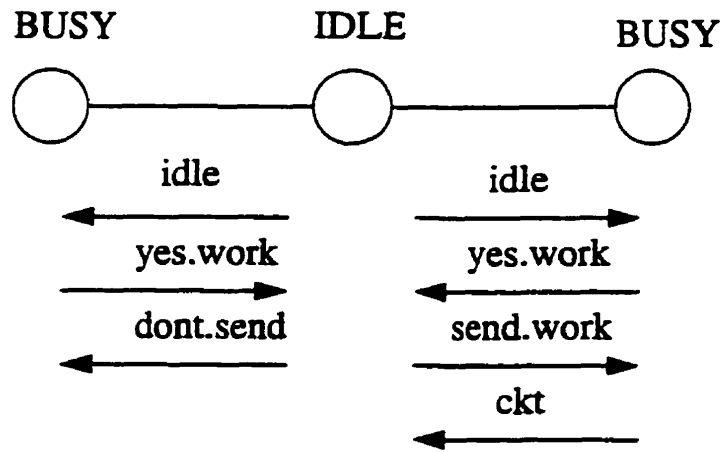 BUSY IDLE BUSY
idle idle
yes.work yes.work
dont.send send.work
ckt